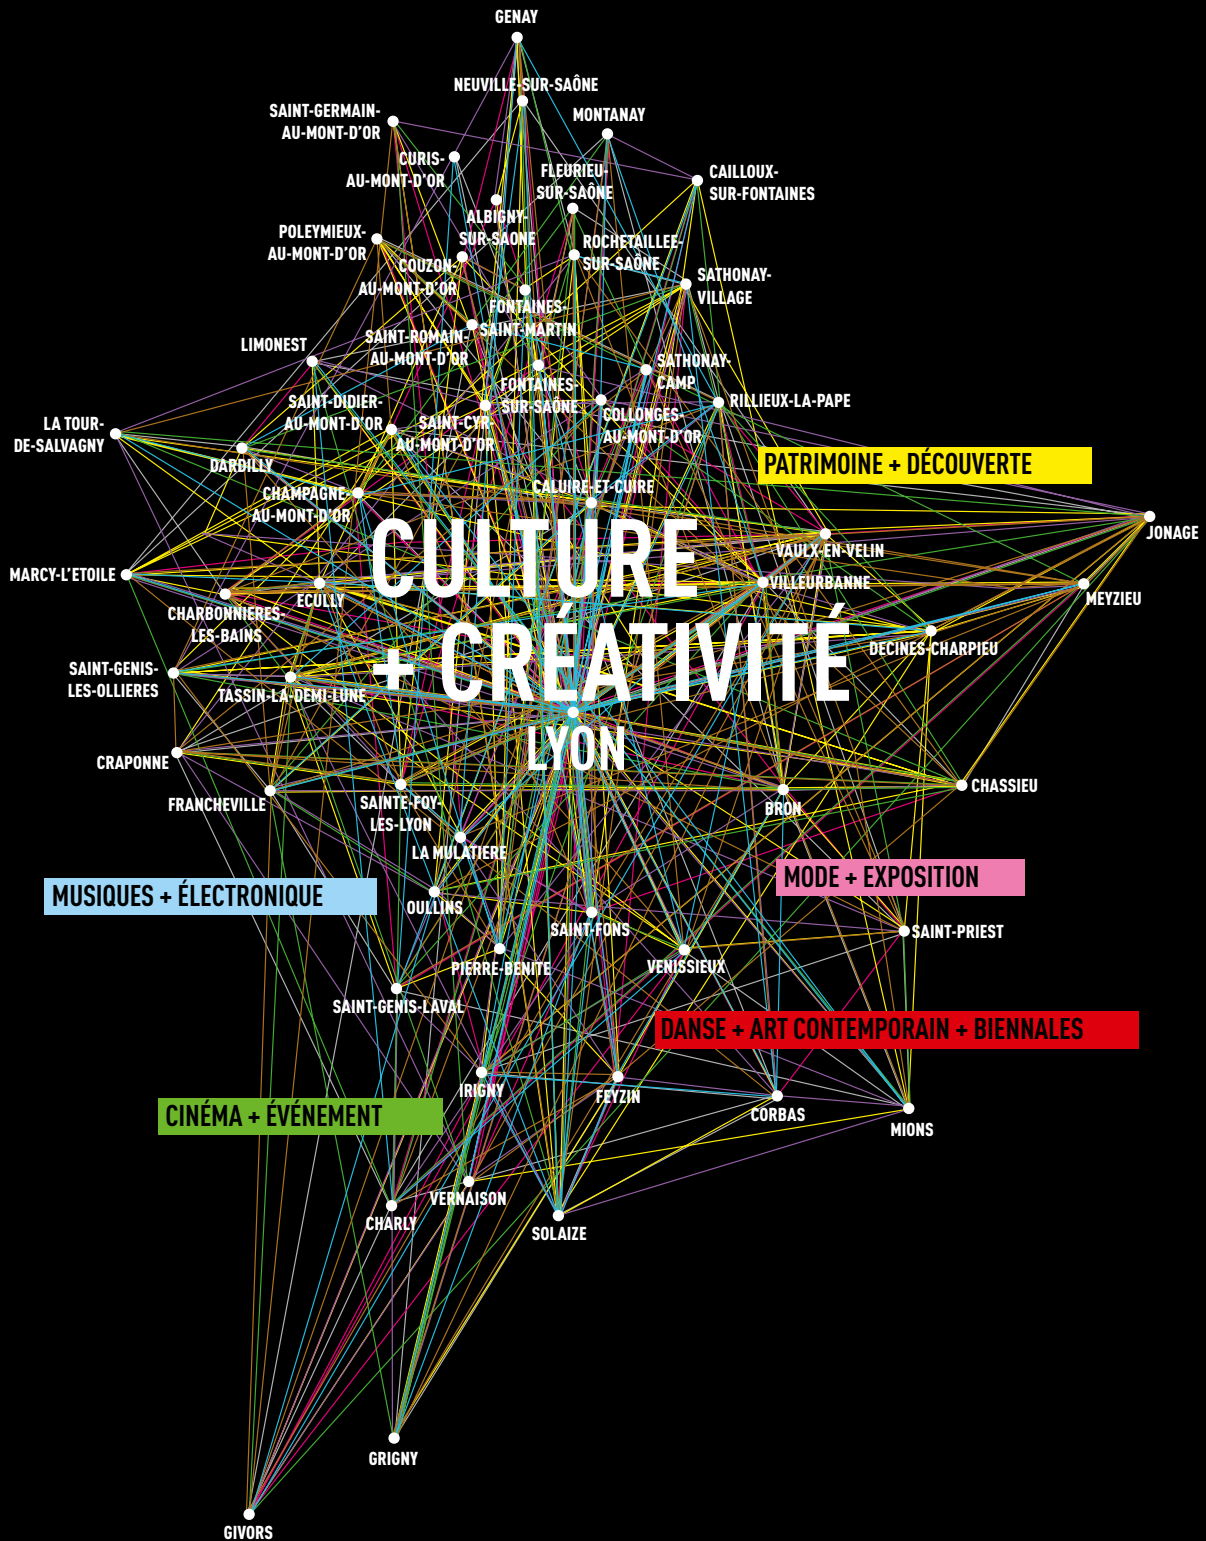 GENAY
NEUVILLE-SUR-SAÔNE
SAINT-GERMAIN-
AU-MONT-D'OR
MONTANAY
CURIS-
AU-MONT-D'OR
FLEURIEU-
SUR-SAÔNE
CAILLOUX-
SUR-FONTAINES
ALBIGNY-
SUR-SAONE
POLEYMIEUX-
AU-MONT-D'OR
ROCHETAILLEE-
SUR-SAÔNE
COUZON-
AU-MONT-D'OR
SATHONAY-
VILLAGE
FONTAINES-
SAINT-MARTIN
SAINT-ROMAIN-
AU-MONT-D'OR
LIMONEST
SATHONAY-
CAMP
FONTAINES-
SUR-SAÔNE
SAINT-DIDIER-
AU-MONT-D'OR
RILLIEUX-LA-PAPE
COLLONGES-
AU-MONT-D'OR
SAINT-CYR-
AU-MONT-D'OR
LA TOUR-
DE-SALVAGNY
DARDILLY
PATRIMOINE + DÉCOUVERTE
CALUIRE-ET-CUIRE
CHAMPAGNE-
AU-MONT-D'OR
CULTURE
+ CRÉATIVITÉ
LYON
JONAGE
VAULX-EN-VELIN
MARCY-L'ETOILE
VILLEURBANNE
MEYZIEU
ECULLY
CHARBONNIERES-
LES-BAINS
DECINES-CHARPIEU
SAINT-GENIS-
LES-OLLIERES
TASSIN-LA-DEMI-LUNE
CRAPONNE
CHASSIEU
FRANCHEVILLE
SAINTE-FOY-
LES-LYON
BRON
LA MULATIERE
MODE + EXPOSITION
MUSIQUES + ÉLECTRONIQUE
OULLINS
SAINT-FONS
SAINT-PRIEST
PIERRE-BENITE
VENISSIEUX
SAINT-GENIS-LAVAL
DANSE + ART CONTEMPORAIN + BIENNALES
IRIGNY
FEYZIN
CINÉMA + ÉVÉNEMENT
CORBAS
MIONS
VERNAISON
CHARLY
SOLAIZE
GRIGNY
GIVORS